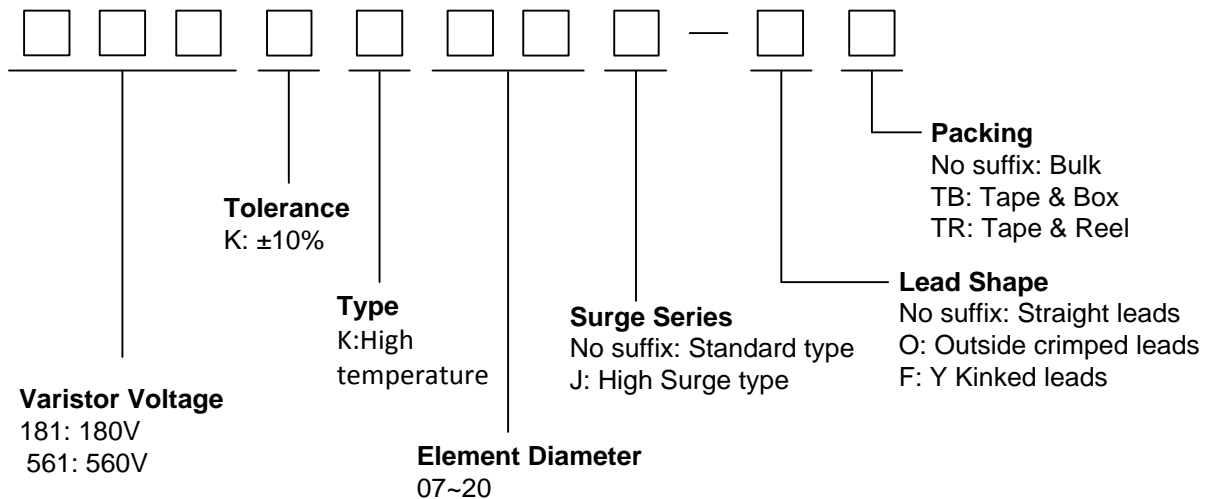 Packing
No suffix: Bulk
TB: Tape & Box
TR: Tape & Reel
Tolerance
K: ±10%
Lead Shape
No suffix: Straight leads
O: Outside crimped leads
F: Y Kinked leads
Type
K:High
temperature
Surge Series
No suffix: Standard type
J: High Surge type
Varistor Voltage
181: 180V
561: 560V
Element Diameter
07~20